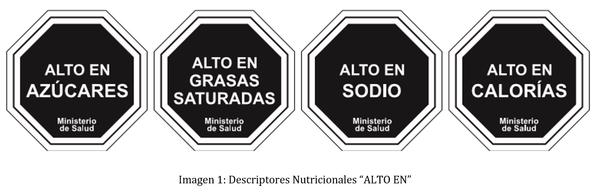 ALTO EN
AZÚCARES
Ministerio
de Salud
ALTO EN
GRASAS
SATURADAS
Ministerio
de Salud
ALTO EN
SODIO
Ministerio
de Salud
ALTO EN
CALORÍAS
Ministerio
de Salud
Imagen 1: Descriptores Nutricionales “ALTO EN”